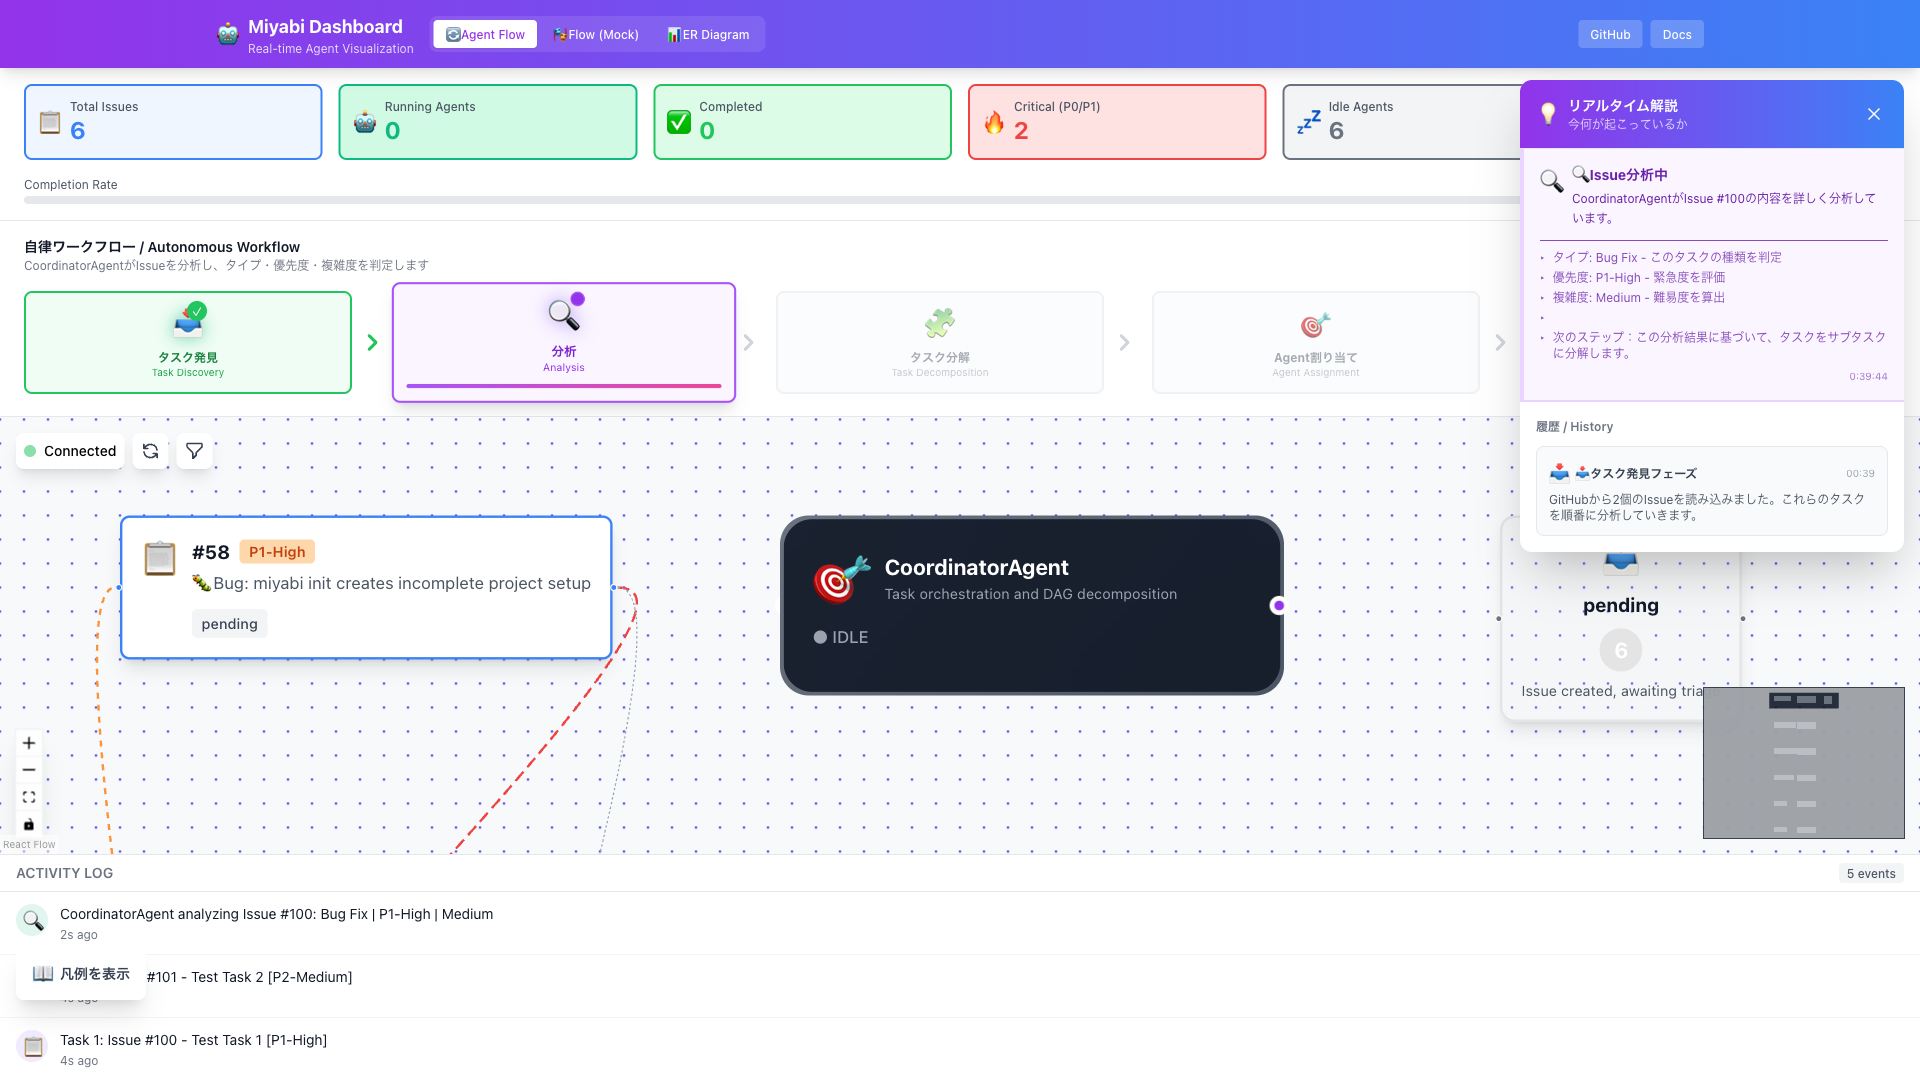 Miyabi Dashboard
Real-time Agent Visualization
Agent Flow
Flow (Mock)
ER Diagram
GitHub
Docs
Total Issues
6
Running Agents
0
Completed
0
Critical (P0/P1)
2
Idle Agents
6
Completion Rate
自律ワークフロー / Autonomous Workflow
CoordinatorAgentがIssueを分析し、タイプ・優先度・複雑度を判定します
タスク発見
Task Discovery
分析
Analysis
タスク分解
Task Decomposition
Agent割り当て
Agent Assignment
リアルタイム解説
今何が起こっているか
Issue分析中
CoordinatorAgentがIssue #100の内容を詳しく分析して
います。
タイプ: Bug Fix - このタスクの種類を判定
優先度: P1-High - 緊急度を評価
複雑度: Medium - 難易度を算出
次のステップ：この分析結果に基づいて、タスクをサブタスク
に分解します。
0:39:44
履歴 / History
タスク発見フェーズ
00:39
GitHubから2個のIssueを読み込みました。これらのタスク
を順番に分析していきます。
Connected
#58
P1-High
Bug: miyabi init creates incomplete project setup
pending
CoordinatorAgent
Task orchestration and DAG decomposition
IDLE
pending
6
Issue created, awaiting triage
React Flow
ACTIVITY LOG
5 events
CoordinatorAgent analyzing Issue #100: Bug Fix | P1-High | Medium
2s ago
凡例を表示
#101 - Test Task 2 [P2-Medium]
Task 1: Issue #100 - Test Task 1 [P1-High]
4s ago